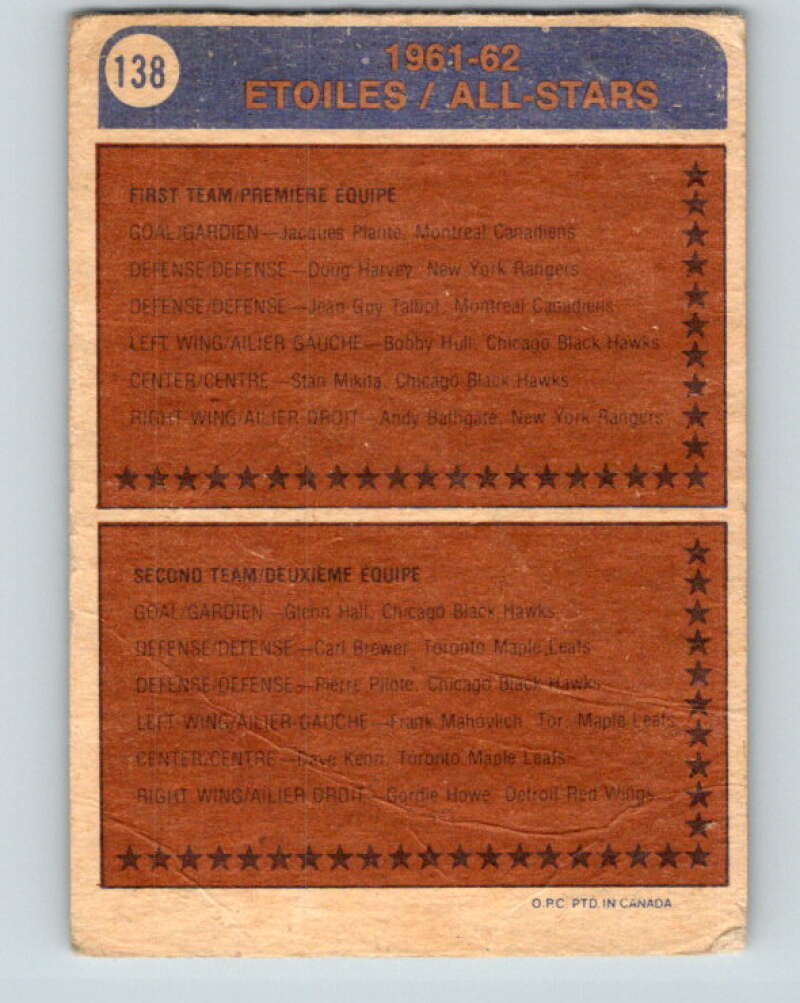 138
1961-62
ETOILES / ALL-STARS
FIRST TEAM/PREMIERE EQUIPE
GOAL/GARDIEN—Jacques Plante, Montreal Canadiens
DEFENSE/DEFENSE—Doug Harvey, New York Rangers
DEFENSE/DEFENSE—Jean Guy Talbot, Montreal Canadiens
LEFT WING/AILIER GAUCHE—Bobby Hull, Chicago Black Hawks
CENTER/CENTRE—Stan Mikita, Chicago Black Hawks
RIGHT WING/AILIER DROIT—Andy Bathgate, New York Rangers
SECOND TEAM/DEUXIEME EQUIPE
GOAL/GARDIEN—Glenn Hall, Chicago Black Hawks
DEFENSE/DEFENSE—Carl Brewer, Toronto Maple Leafs
DEFENSE/DEFENSE—Pierre Pilote, Chicago Black Hawks
LEFT WING/AILIER GAUCHE—Frank Mahovlich, Tor. Maple Leafs
CENTER/CENTRE—Dave Keon, Toronto Maple Leafs
RIGHT WING/AILIER DROIT—Gordie Howe, Detroit Red Wings
O.P.C. PTD. IN CANADA